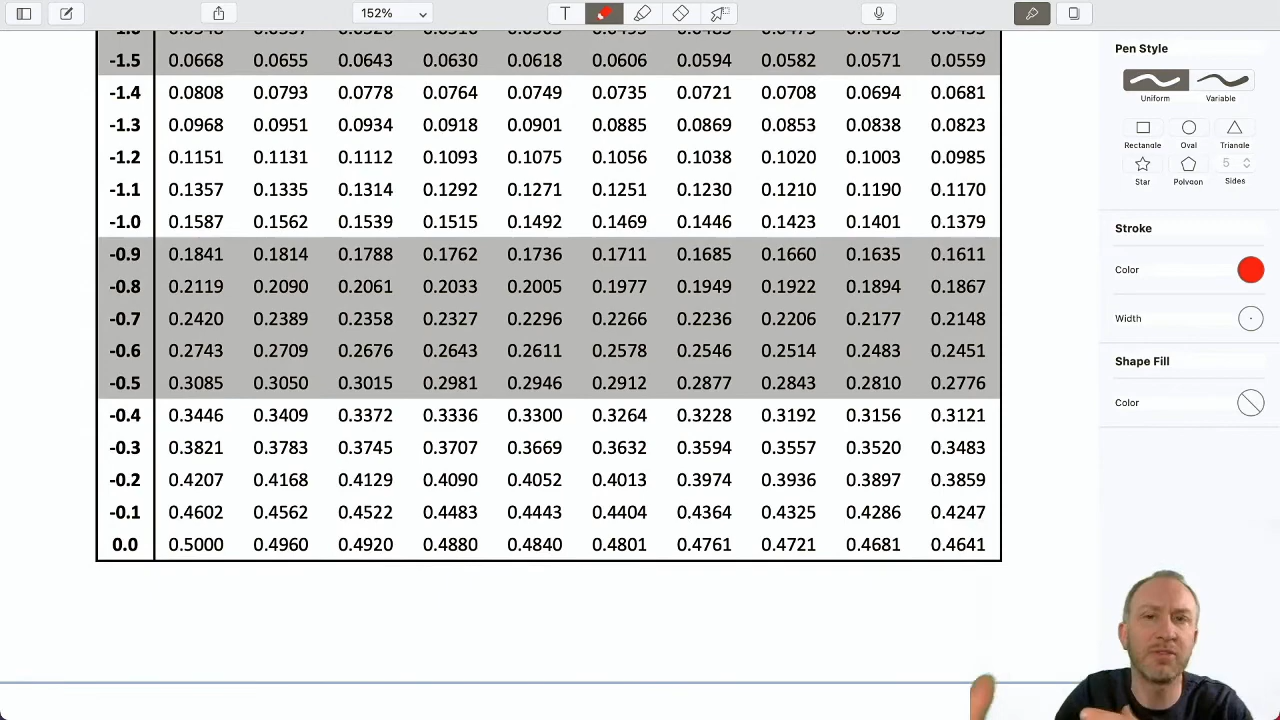 152%
T
-1.5 0.0668 0.0655 0.0643 0.0630 0.0618 0.0606 0.0594 0.0582 0.0571 0.0559
-1.4 0.0808 0.0793 0.0778 0.0764 0.0749 0.0735 0.0721 0.0708 0.0694 0.0681
-1.3 0.0968 0.0951 0.0934 0.0918 0.0901 0.0885 0.0869 0.0853 0.0838 0.0823
-1.2 0.1151 0.1131 0.1112 0.1093 0.1075 0.1056 0.1038 0.1020 0.1003 0.0985
-1.1 0.1357 0.1335 0.1314 0.1292 0.1271 0.1251 0.1230 0.1210 0.1190 0.1170
-1.0 0.1587 0.1562 0.1539 0.1515 0.1492 0.1469 0.1446 0.1423 0.1401 0.1379
-0.9 0.1841 0.1814 0.1788 0.1762 0.1736 0.1711 0.1685 0.1660 0.1635 0.1611
-0.8 0.2119 0.2090 0.2061 0.2033 0.2005 0.1977 0.1949 0.1922 0.1894 0.1867
-0.7 0.2420 0.2389 0.2358 0.2327 0.2296 0.2266 0.2236 0.2206 0.2177 0.2148
-0.6 0.2743 0.2709 0.2676 0.2643 0.2611 0.2578 0.2546 0.2514 0.2483 0.2451
-0.5 0.3085 0.3050 0.3015 0.2981 0.2946 0.2912 0.2877 0.2843 0.2810 0.2776
-0.4 0.3446 0.3409 0.3372 0.3336 0.3300 0.3264 0.3228 0.3192 0.3156 0.3121
-0.3 0.3821 0.3783 0.3745 0.3707 0.3669 0.3632 0.3594 0.3557 0.3520 0.3483
-0.2 0.4207 0.4168 0.4129 0.4090 0.4052 0.4013 0.3974 0.3936 0.3897 0.3859
-0.1 0.4602 0.4562 0.4522 0.4483 0.4443 0.4404 0.4364 0.4325 0.4286 0.4247
0.0 0.5000 0.4960 0.4920 0.4880 0.4840 0.4801 0.4761 0.4721 0.4681 0.4641
Pen Style
Uniform Variable
Rectangle Oval Triangle
5
Star Polygon Sides
Stroke
Color
Width
Shape Fill
Color